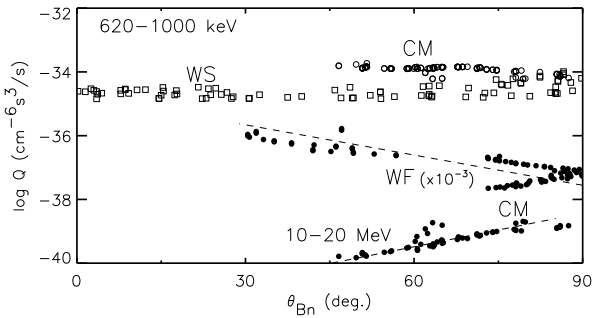 620−1000 keV
CM
WS
WF (×10⁻³)
CM
10−20 MeV
log Q (cm⁻⁶s³/s)
−32
−34
−36
−38
−40
0
30
60
90
θBn (deg.)